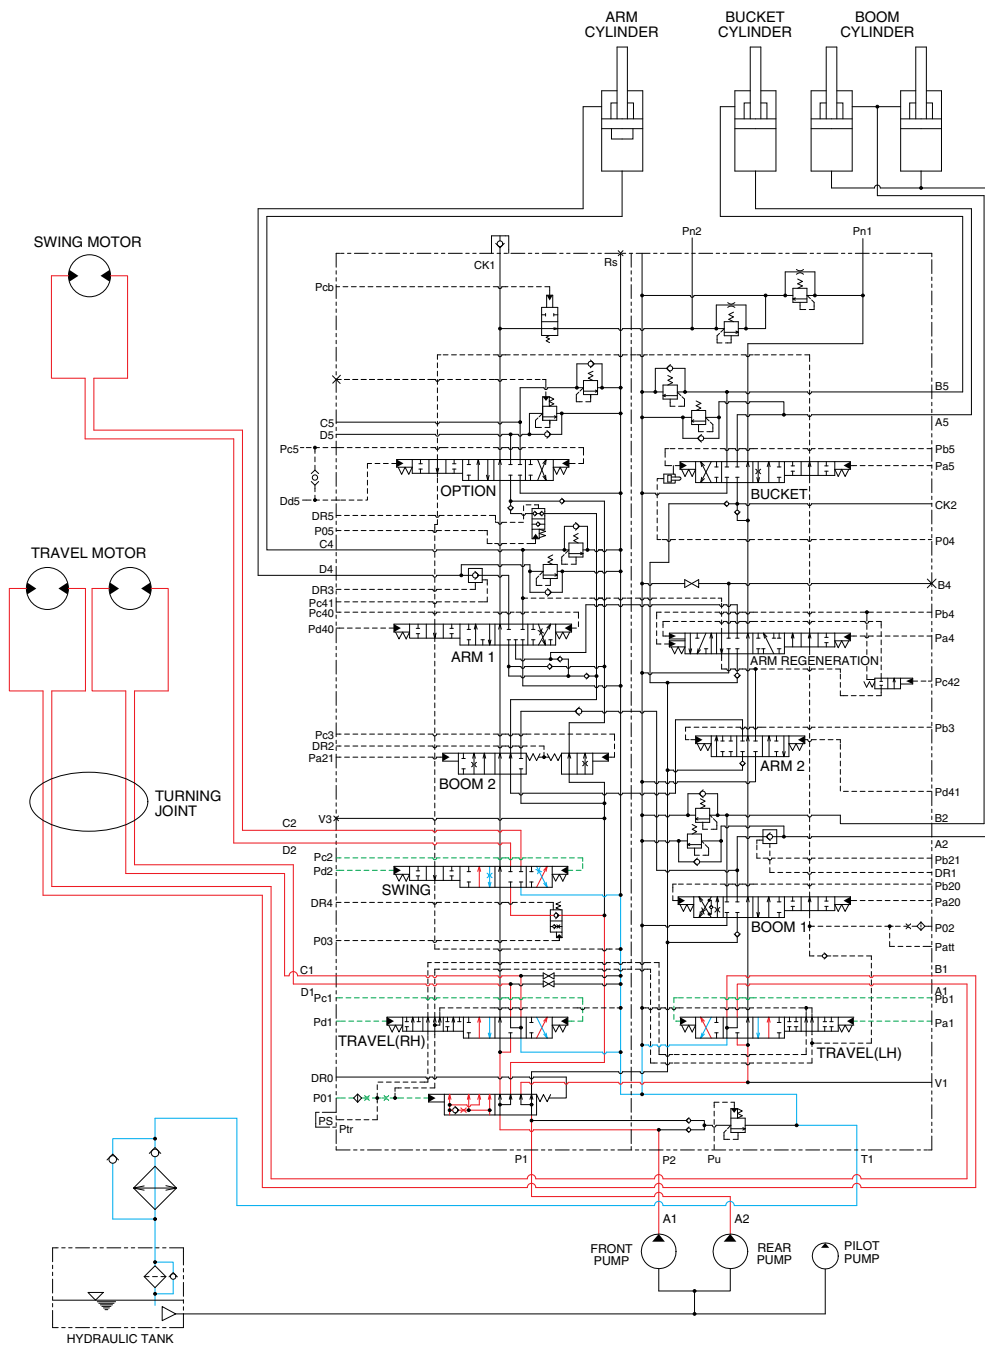 ARM
CYLINDER
BUCKET
CYLINDER
BOOM
CYLINDER
SWING MOTOR
Pn2
Pn1
CK1
Rs
Pcb
B5
C5
D5
A5
Pc5
Pb5
Pa5
OPTION
BUCKET
Dd5
CK2
DR5
P05
C4
P04
TRAVEL MOTOR
D4
DR3
Pc41
Pc40
Pd40
B4
Pb4
Pa4
ARM 1
ARM REGENERATION
Pc42
Pc3
DR2
Pa21
Pb3
BOOM 2
ARM 2
TURNING
JOINT
Pd41
V3
C2
B2
D2
A2
Pc2
Pd2
Pb21
DR1
SWING
Pb20
Pa20
DR4
BOOM 1
P03
P02
Patt
C1
B1
D1
A1
Pc1
Pb1
Pd1
Pa1
TRAVEL(RH)
TRAVEL(LH)
DR0
V1
P01
PS
Ptr
P1
P2
Pu
T1
A1
A2
FRONT
PUMP
REAR
PUMP
PILOT
PUMP
HYDRAULIC TANK